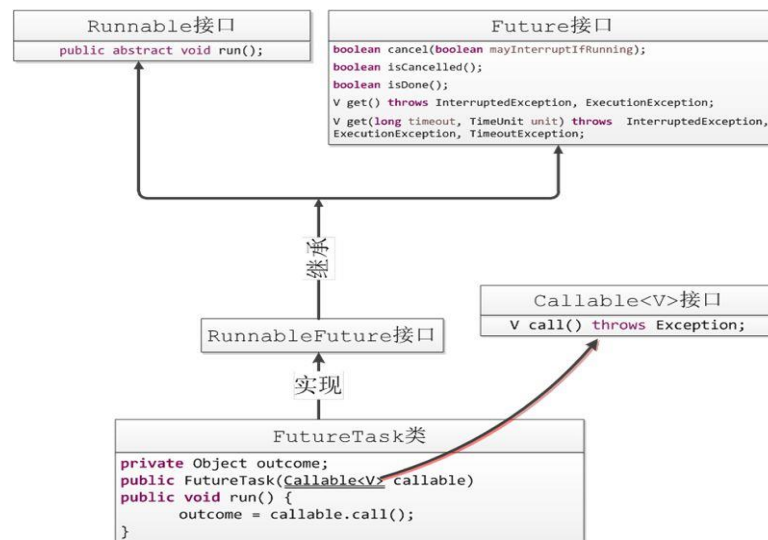 Runnable接口
public abstract void run();
Future接口
boolean cancel(boolean mayInterruptIfRunning);
boolean isCancelled();
boolean isDone();
V get() throws InterruptedException, ExecutionException;
V get(long timeout, TimeUnit unit) throws InterruptedException,
ExecutionException, TimeoutException;
继承
RunnableFuture接口
Callable<V>接口
V call() throws Exception;
实现
FutureTask类
private Object outcome;
public FutureTask(Callable<V> callable)
public void run() {
outcome = callable.call();
}